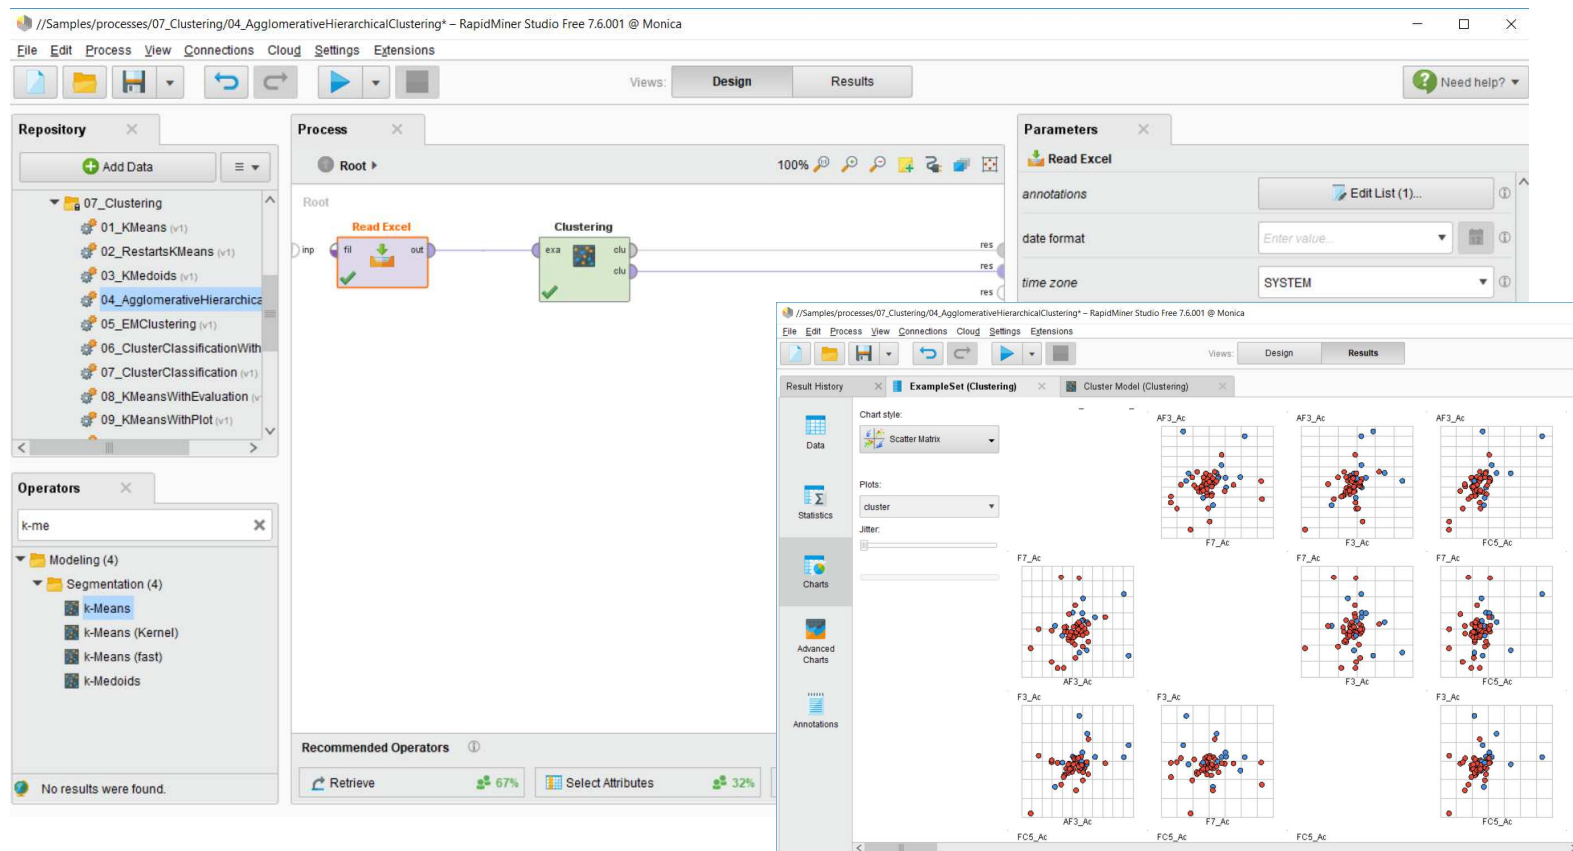 //Samples/processes/07_Clustering/04_AgglomerativeHierarchicalClustering* – RapidMiner Studio Free 7.6.001 @ Monica
File Edit Process View Connections Cloud Settings Extensions
Views: Design Results
Need help?
Repository
Add Data
07_Clustering
01_KMeans (v1)
02_RestartsKMeans (v1)
03_KMedoids (v1)
04_AgglomerativeHierarchica
05_EMClustering (v1)
06_ClusterClassificationWith
07_ClusterClassification (v1)
08_KMeansWithEvaluation (v
09_KMeansWithPlot (v1)
Operators
k-me
Modeling (4)
Segmentation (4)
k-Means
k-Means (Kernel)
k-Means (fast)
k-Medoids
No results were found.
Process
Root
100%
Root
Read Excel
Clustering
inp
fil
out
exa
clu
clu
res
res
res
Recommended Operators
Retrieve
67%
Select Attributes
32%
Parameters
Read Excel
annotations
Edit List (1)...
date format
Enter value...
time zone
SYSTEM
//Samples/processes/07_Clustering/04_AgglomerativeHierarchicalClustering* – RapidMiner Studio Free 7.6.001 @ Monica
File Edit Process View Connections Cloud Settings Extensions
Views: Design Results
Result History
ExampleSet (Clustering)
Cluster Model (Clustering)
Data
Statistics
Charts
Advanced
Charts
Annotations
Chart style:
Scatter Matrix
Plots:
cluster
Jitter:
AF3_Ac AF3_Ac AF3_Ac
F7_Ac F3_Ac FC5_Ac
F7_Ac F7_Ac F7_Ac
AF3_Ac F3_Ac FC5_Ac
F3_Ac F3_Ac F3_Ac
AF3_Ac F7_Ac FC5_Ac
FC5_Ac FC5_Ac FC5_Ac